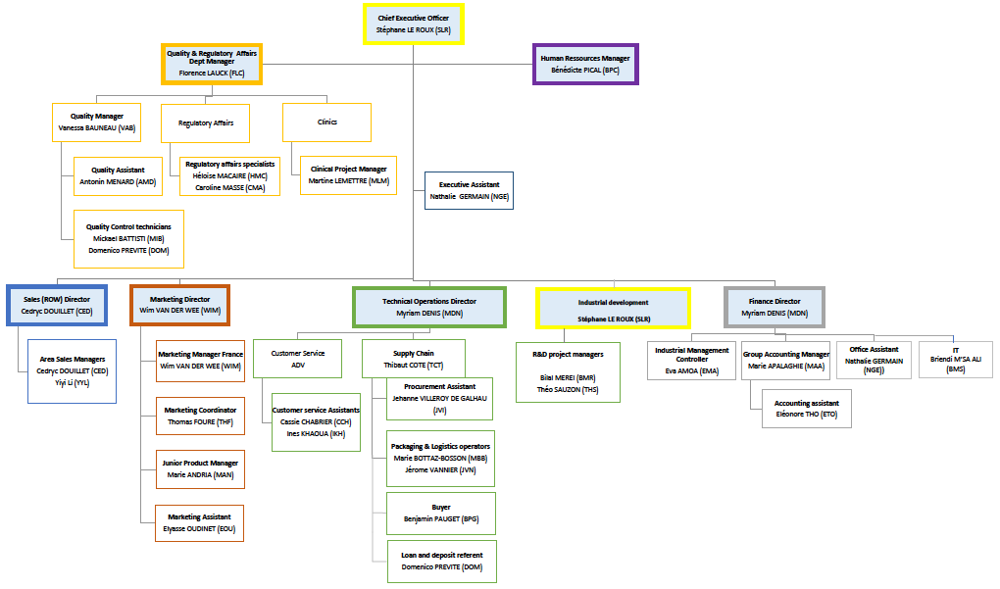 Chief Executive Officer
Stéphane LE ROUX (SLR)
Quality & Regulatory Affairs
Dept Manager
Florence LAUCK (FLC)
Human Ressources Manager
Bénédicte PICAL (BPC)
Quality Manager
Vanessa BAUNEAU (VAB)
Regulatory Affairs
Clinics
Quality Assistant
Antonin MENARD (AMD)
Regulatory affairs specialists
Héloïse MACAIRE (HMC)
Caroline MASSE (CMA)
Clinical Project Manager
Martine LEMETTRE (MLM)
Executive Assistant
Nathalie GERMAIN (NGE)
Quality Control technicians
Mickael BATTISTI (MIB)
Domenico PREVITE (DOM)
Sales (ROW) Director
Cedryc DOUILLET (CED)
Marketing Director
Wim VAN DER WEE (WIM)
Technical Operations Director
Myriam DENIS (MDN)
Industrial development
Stéphane LE ROUX (SLR)
Finance Director
Myriam DENIS (MDN)
Area Sales Managers
Cedryc DOUILLET (CED)
Yiyi Li (YYL)
Marketing Manager France
Wim VAN DER WEE (WIM)
Marketing Coordinator
Thomas FOURE (THF)
Junior Product Manager
Marie ANDRIA (MAN)
Marketing Assistant
Elyasse OUDINET (EOU)
Customer Service
ADV
Customer service Assistants
Cassie CHABRIER (CCH)
Ines KHAOUA (IKH)
Supply Chain
Thibaut COTE (TCT)
Procurement Assistant
Jehanne VILLEROY DE GALHAU
(JVI)
Packaging & Logistics operators
Marie BOTTAZ-BOSSON (MBB)
Jérome VANNIER (JVN)
Buyer
Benjamin PAUGET (BPG)
Loan and deposit referent
Domenico PREVITE (DOM)
R&D project managers
Bilal MEREI (BMR)
Théo SAUZON (THS)
Industrial Management
Controller
Eva AMOA (EMA)
Group Accounting Manager
Marie APALAGHIE (MAA)
Accounting assistant
Eléonore THO (ETO)
Office Assistant
Nathalie GERMAIN
(NGE))
IT
Briendi M'SA ALI
(BMS)